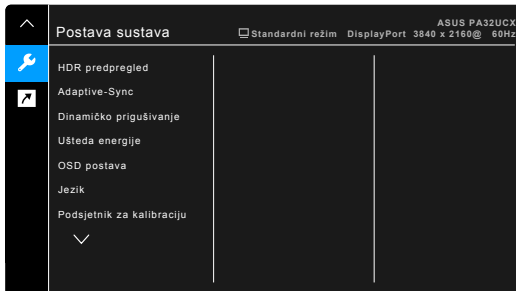 ASUS PA32UCX
Postava sustava
Standardni režim DisplayPort 3840 x 2160@ 60Hz
HDR predpregled
Adaptive-Sync
Dinamičko prigušivanje
Ušteda energije
OSD postava
Jezik
Podsjetnik za kalibraciju